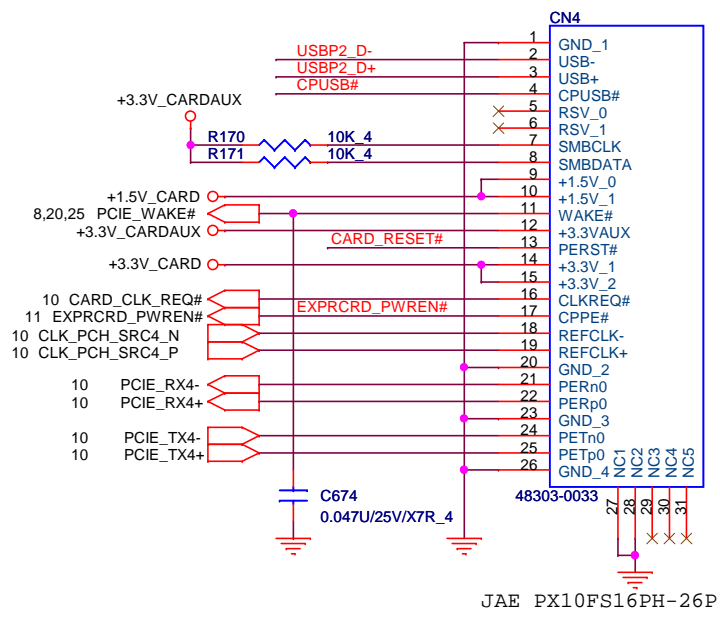 CN4
1 GND_1
USBP2_D- 2 USB-
USBP2_D+ 3 USB+
CPUSB# 4 CPUSB#
+3.3V_CARDAUX
5 RSV_0
6 RSV_1
R170 10K_4 7 SMBCLK
R171 10K_4 8 SMBDATA
9 +1.5V_0
+1.5V_CARD 10 +1.5V_1
8,20,25 PCIE_WAKE# 11 WAKE#
+3.3V_CARDAUX 12 +3.3VAUX
CARD_RESET# 13 PERST#
+3.3V_CARD 14 +3.3V_1
15 +3.3V_2
10 CARD_CLK_REQ# 16 CLKREQ#
11 EXPRCRD_PWREN# EXPRCRD_PWREN# 17 CPPE#
10 CLK_PCH_SRC4_N 18 REFCLK-
10 CLK_PCH_SRC4_P 19 REFCLK+
20 GND_2
10 PCIE_RX4- 21 PERn0
10 PCIE_RX4+ 22 PERp0
23 GND_3
10 PCIE_TX4- 24 PETn0
10 PCIE_TX4+ 25 PETp0
26 GND_4
NC1 NC2 NC3 NC4 NC5
C674
0.047U/25V/X7R_4
48303-0033
27 28 29 30 31
JAE PX10FS16PH-26P